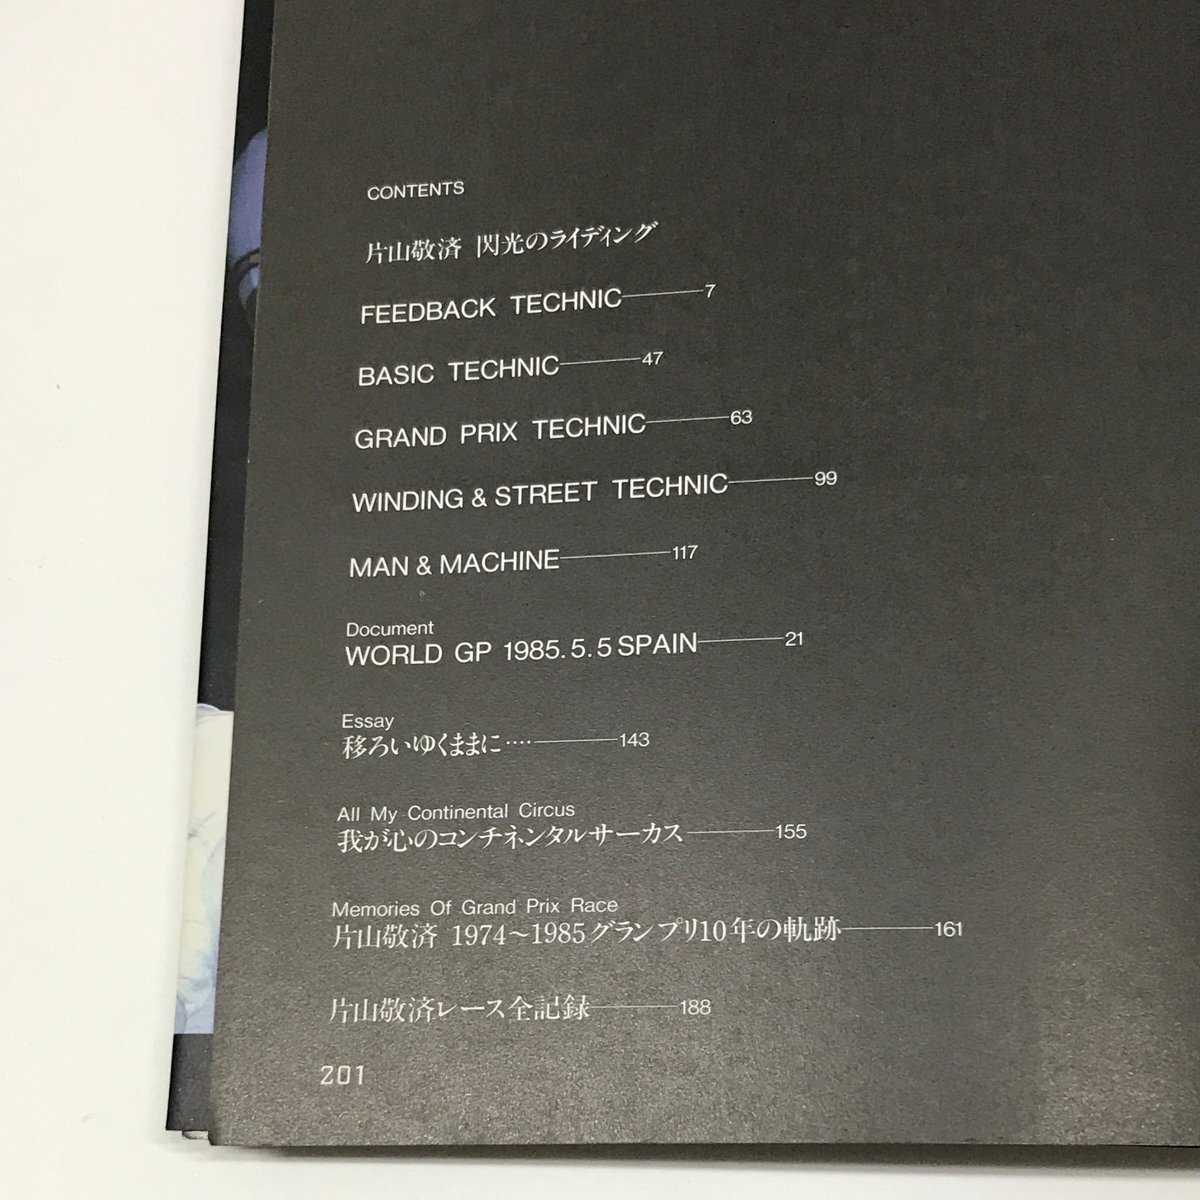 CONTENTS
片山敬済 閃光のライディング
FEEDBACK TECHNIC———7
BASIC TECHNIC———47
GRAND PRIX TECHNIC———63
WINDING & STREET TECHNIC———99
MAN & MACHINE———117
Document
WORLD GP 1985.5.5 SPAIN———21
Essay
移ろいゆくままに‥‥———143
All My Continental Circus
我が心のコンチネンタルサーカス———155
Memories Of Grand Prix Race
片山敬済 1974〜1985グランプリ10年の軌跡———161
片山敬済レース全記録———188
201